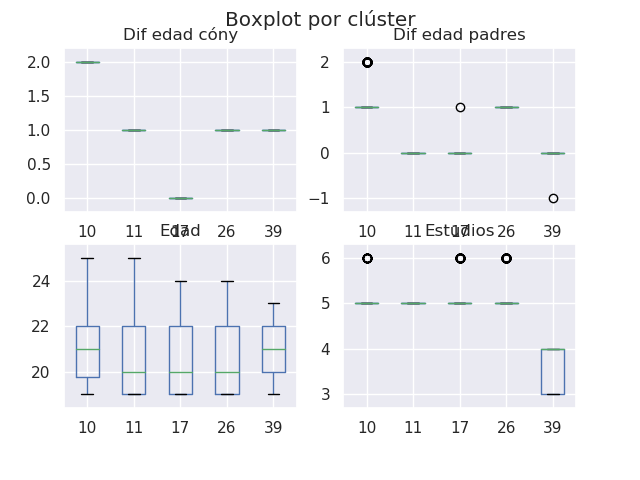 Boxplot por clúster
Dif edad cóny
Dif edad padres
2.0
1.5
1.0
0.5
0.0
10 11 17 26 39
2
1
0
−1
10 11 17 26 39
Edad
Estudios
24
22
20
10 11 17 26 39
6
5
4
3
10 11 17 26 39